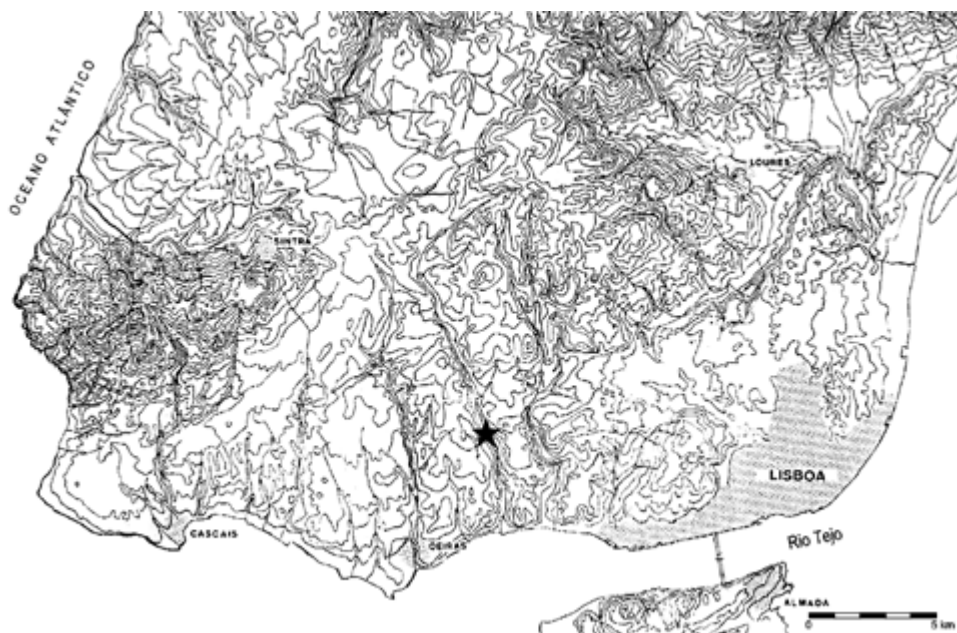 OCEANO ATLÂNTICO
LOURES
SINTRA
LISBOA
CASCAIS
OEIRAS
Rio Tejo
ALMADA
0 5 km